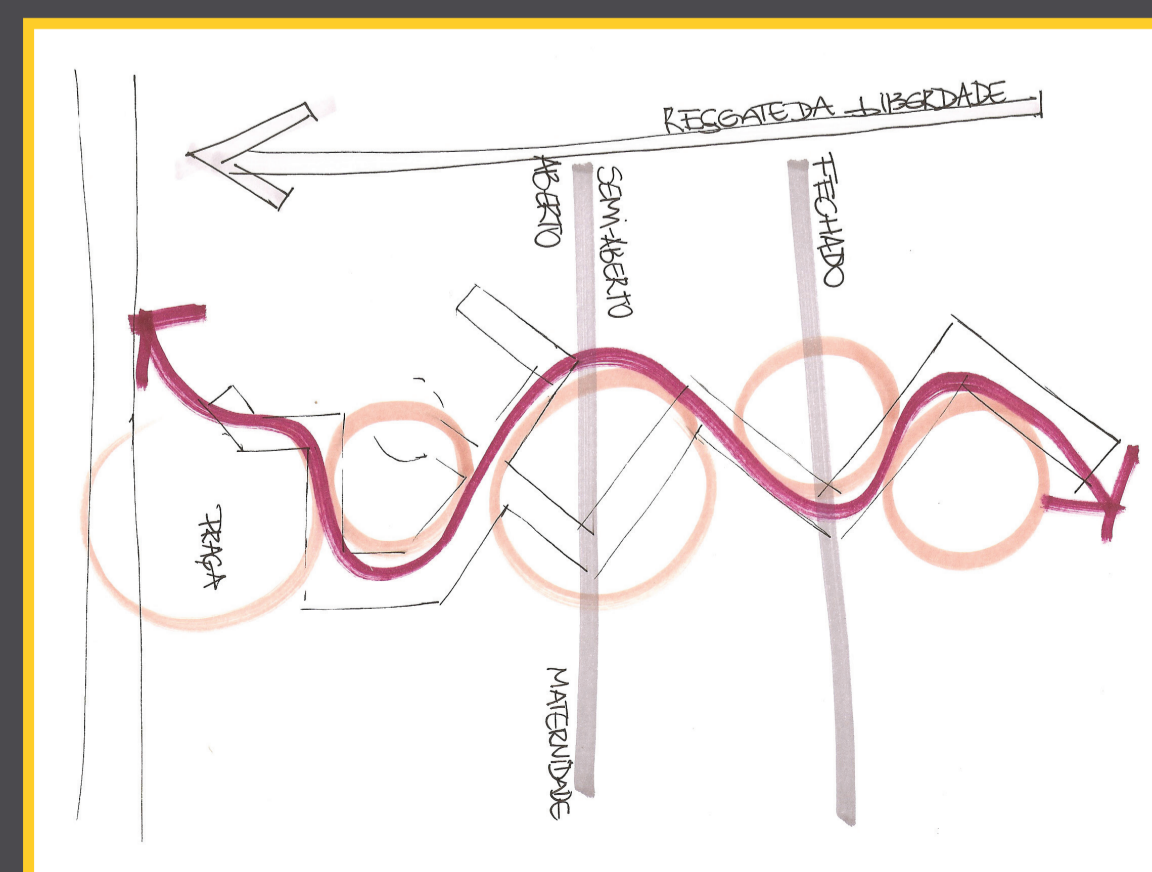 RESGATE DA LIBERDADE
ABERTO
SEMI-ABERTO
FECHADO
PRAÇA
MATERNIDADE